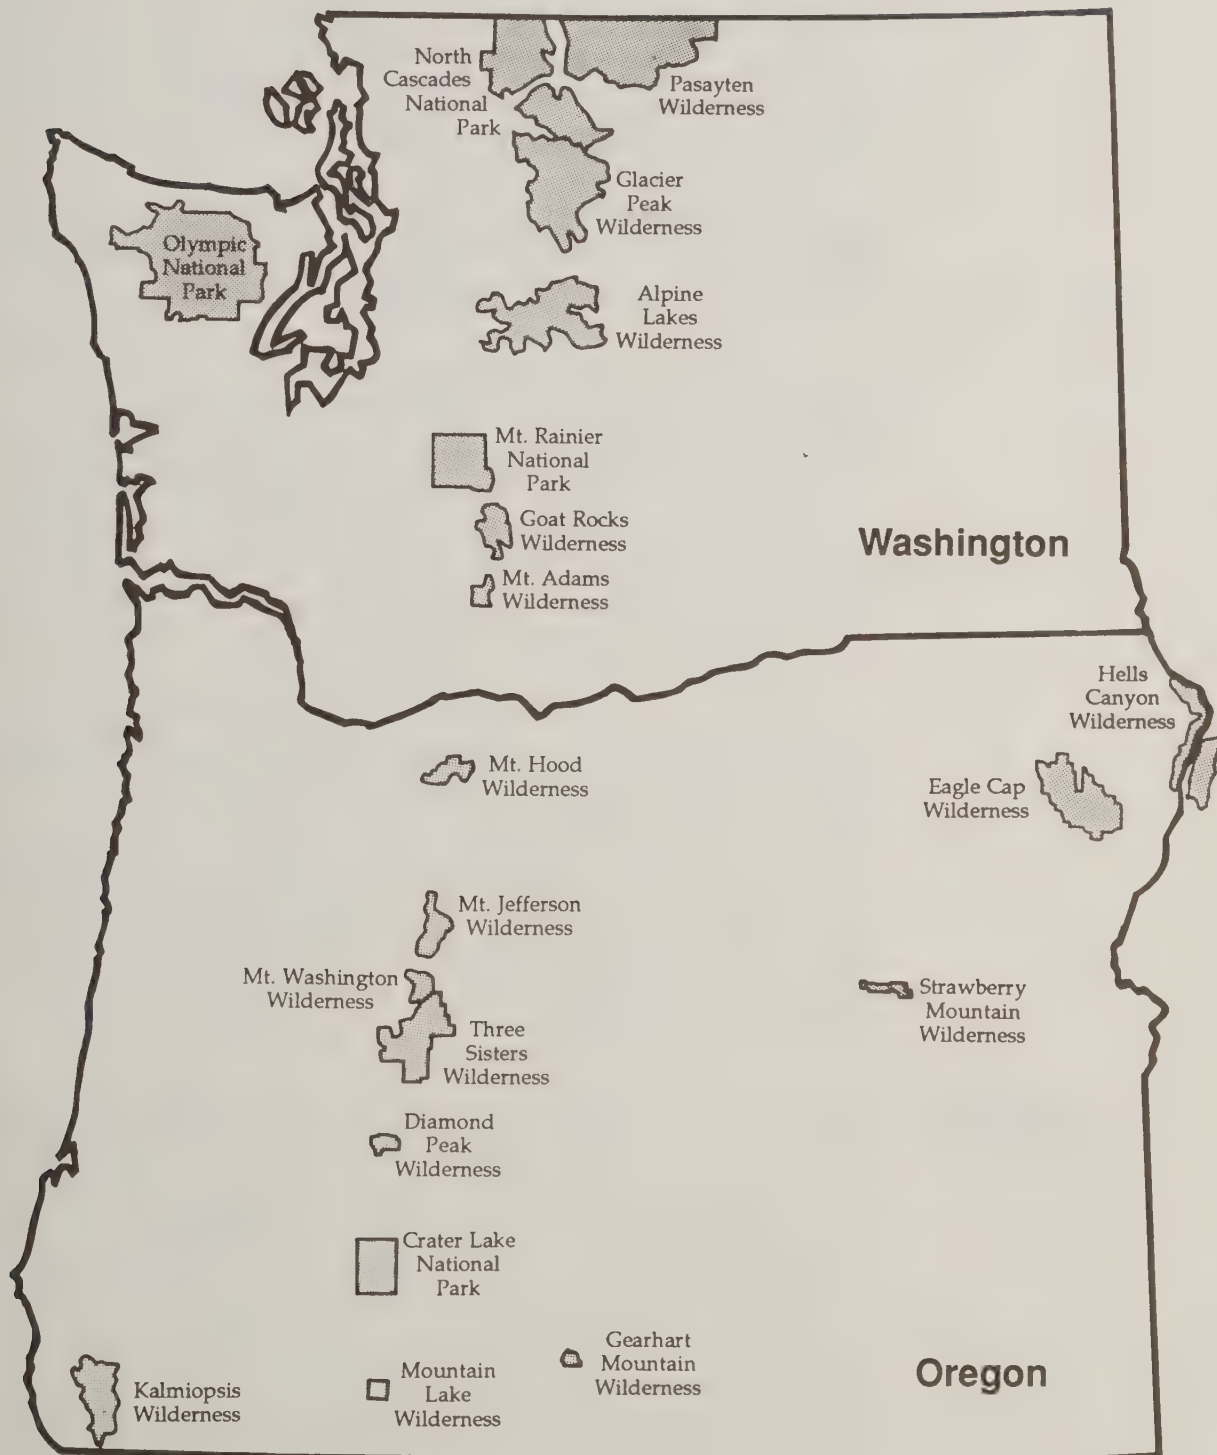 North
Cascades
National
Park
Pasayten
Wilderness
Glacier
Peak
Wilderness
Olympic
National
Park
Alpine
Lakes
Wilderness
Mt. Rainier
National
Park
Goat Rocks
Wilderness
Washington
Mt. Adams
Wilderness
Hells
Canyon
Wilderness
Mt. Hood
Wilderness
Eagle Cap
Wilderness
Mt. Jefferson
Wilderness
Mt. Washington
Wilderness
Strawberry
Mountain
Wilderness
Three
Sisters
Wilderness
Diamond
Peak
Wilderness
Crater Lake
National
Park
Gearhart
Mountain
Wilderness
Mountain
Lake
Wilderness
Oregon
Kalmiopsis
Wilderness